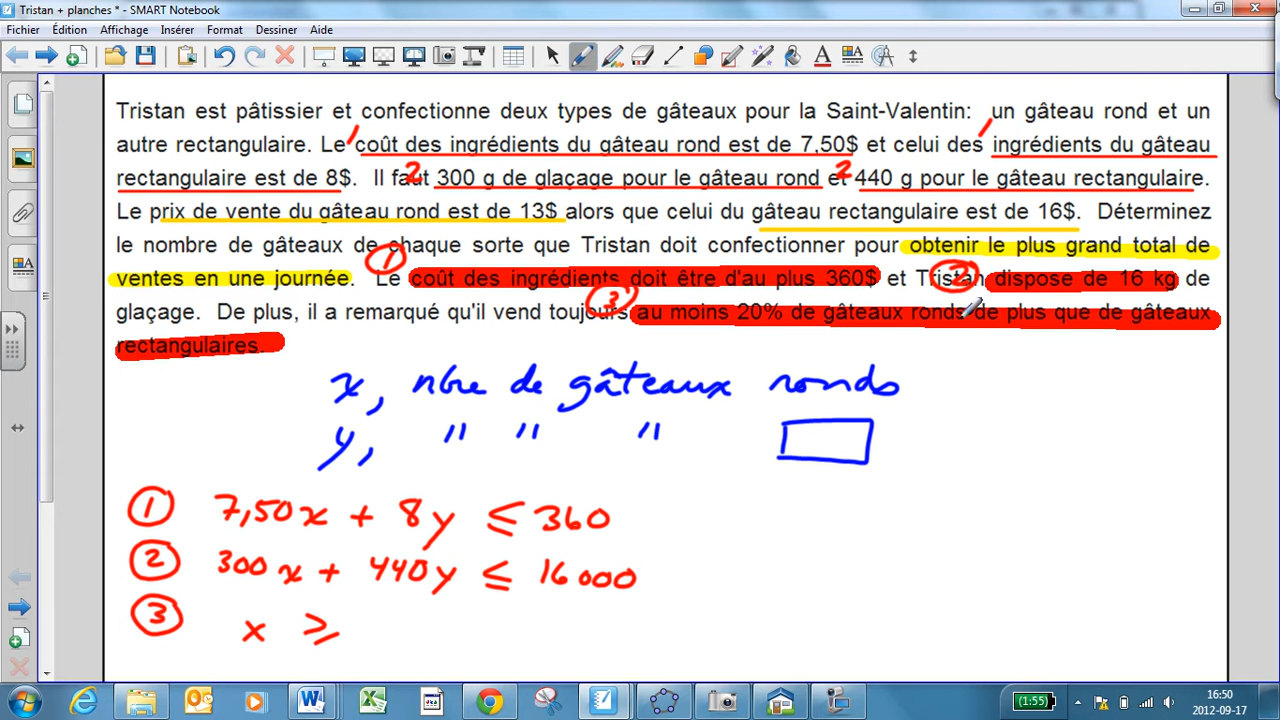 Tristan + planches * - SMART Notebook
Fichier Édition Affichage Insérer Format Dessiner Aide
Tristan est pâtissier et confectionne deux types de gâteaux pour la Saint-Valentin: un gâteau rond et un
autre rectangulaire. Le coût des ingrédients du gâteau rond est de 7,50$ et celui des ingrédients du gâteau
rectangulaire est de 8$. Il faut 300 g de glaçage pour le gâteau rond et 440 g pour le gâteau rectangulaire.
Le prix de vente du gâteau rond est de 13$ alors que celui du gâteau rectangulaire est de 16$. Déterminez
le nombre de gâteaux de chaque sorte que Tristan doit confectionner pour obtenir le plus grand total de
ventes en une journée. Le coût des ingrédients doit être d'au plus 360$ et Tristan dispose de 16 kg de
glaçage. De plus, il a remarqué qu'il vend toujours au moins 20% de gâteaux ronds de plus que de gâteaux
rectangulaires.
1 1
2 2
1 2
3
x, nbre de gâteaux ronds
y, " " "
1 7,50x + 8y ≤ 360
2 300x + 440y ≤ 16 000
3 x ≥
(1:55)
16:50
2012-09-17